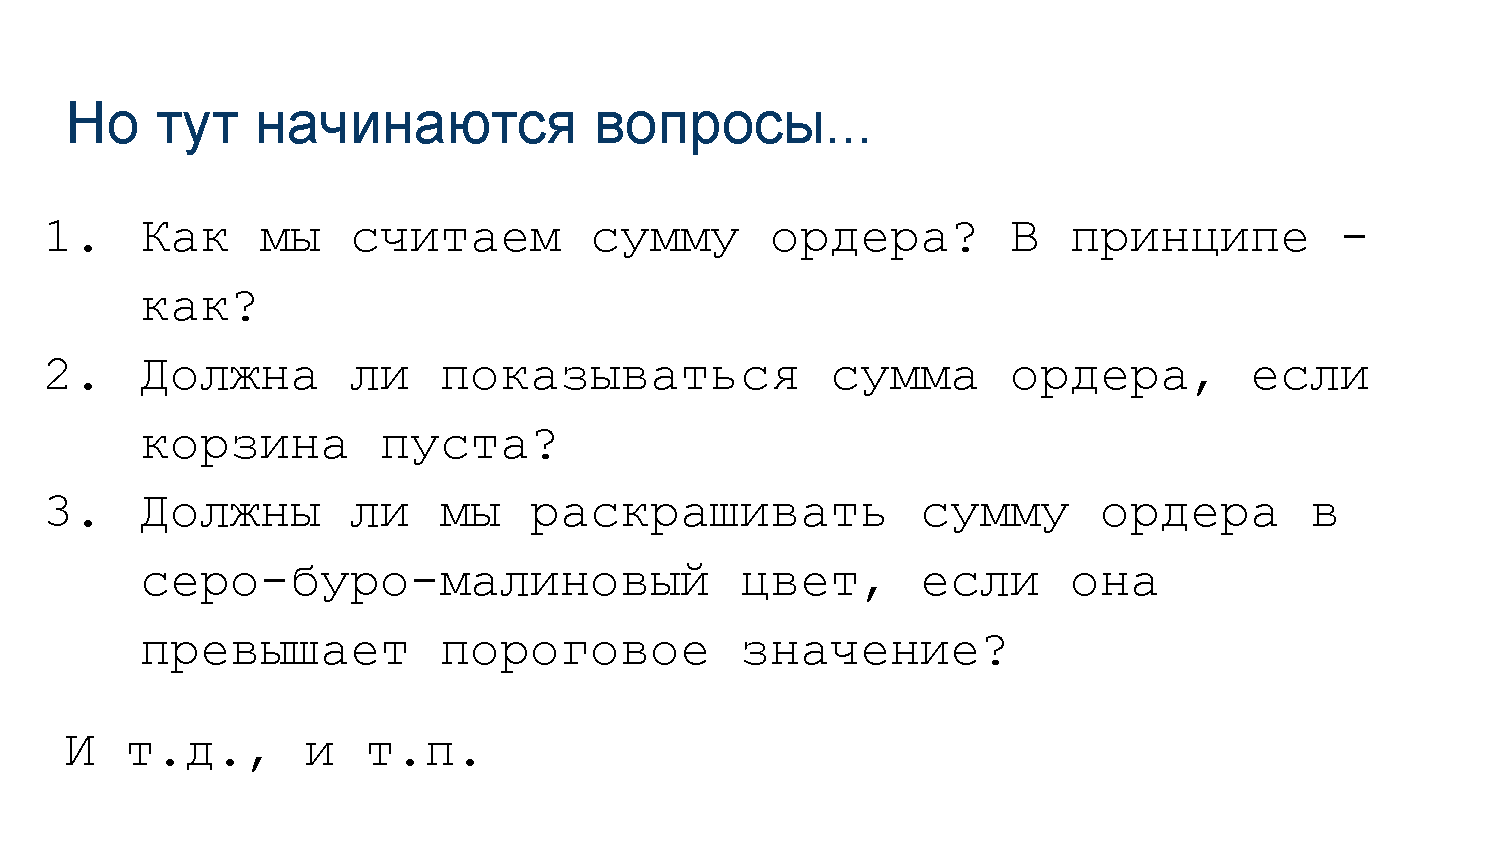 Но тут начинаются вопросы...
1. Как мы считаем сумму ордера? В принципе -
как?
2. Должна ли показываться сумма ордера, если
корзина пуста?
3. Должны ли мы раскрашивать сумму ордера в
серо-буро-малиновый цвет, если она
превышает пороговое значение?
И т.д., и т.п.